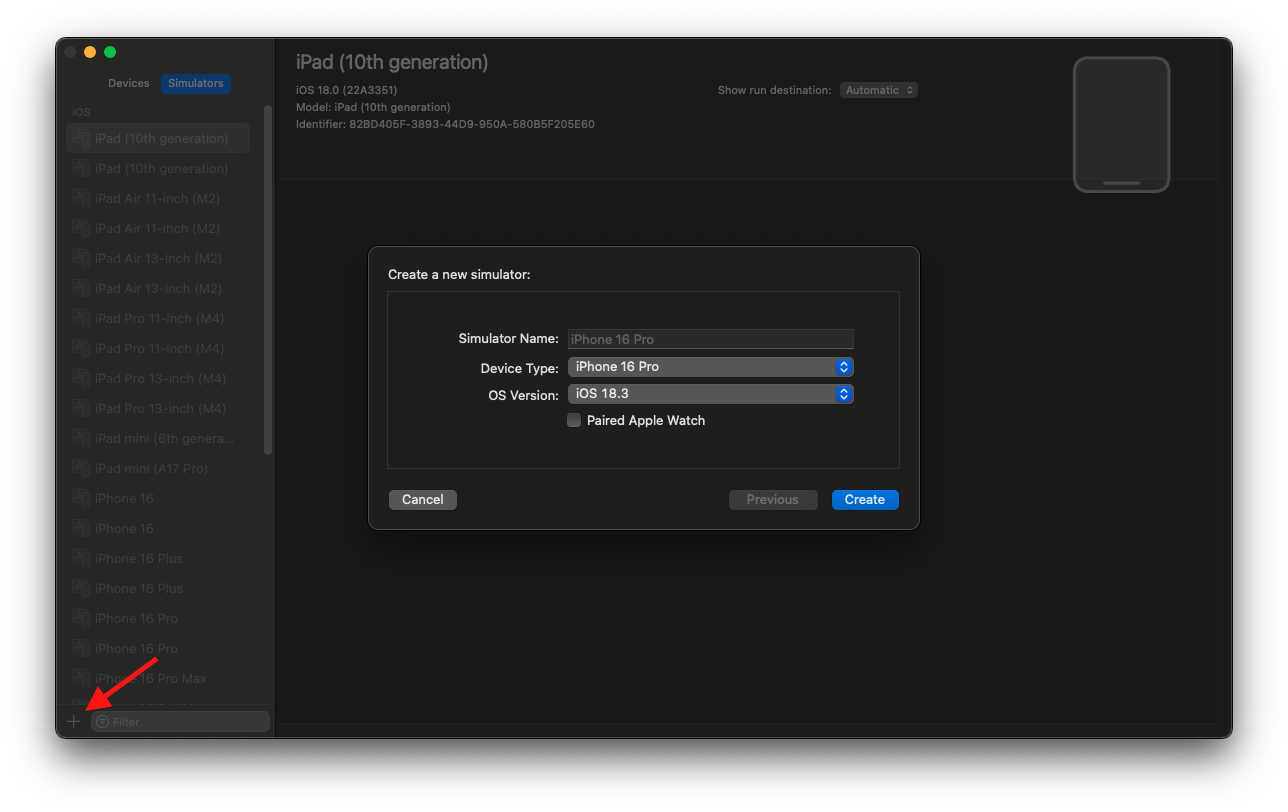 Devices Simulators
iOS
iPad (10th generation)
iPad (10th generation)
iPad Air 11-inch (M2)
iPad Air 11-inch (M2)
iPad Air 13-inch (M2)
iPad Air 13-inch (M2)
iPad Pro 11-inch (M4)
iPad Pro 11-inch (M4)
iPad Pro 13-inch (M4)
iPad Pro 13-inch (M4)
iPad mini (6th genera...
iPad mini (A17 Pro)
iPhone 16
iPhone 16
iPhone 16 Plus
iPhone 16 Plus
iPhone 16 Pro
iPhone 16 Pro
iPhone 16 Pro Max
Filter
iPad (10th generation)
iOS 18.0 (22A3351)
Model: iPad (10th generation)
Identifier: 82BD405F-3893-44D9-950A-580B5F205E60
Show run destination: Automatic
Create a new simulator:
Simulator Name: iPhone 16 Pro
Device Type: iPhone 16 Pro
OS Version: iOS 18.3
Paired Apple Watch
Cancel Previous Create